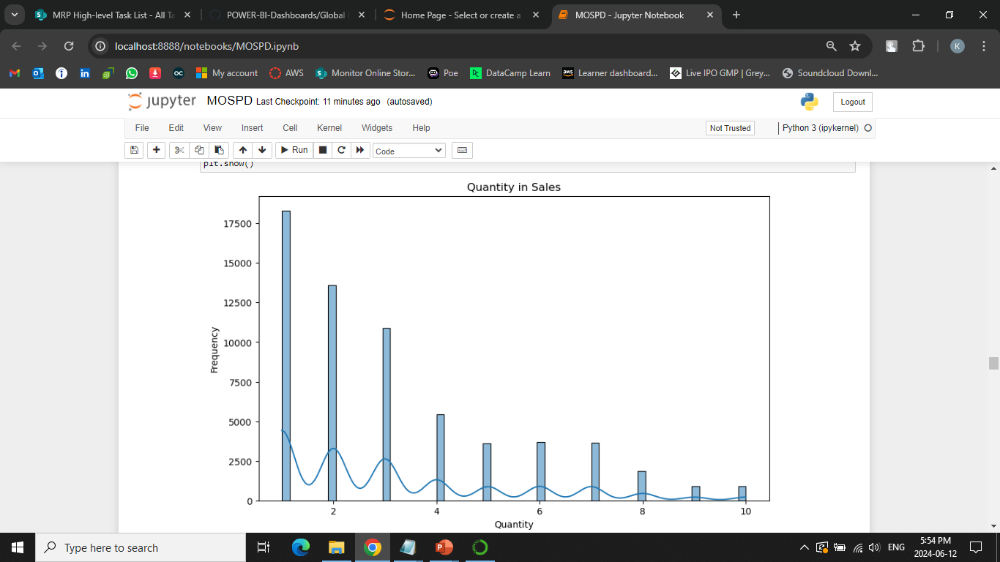 MRP High-level Task List - All Ta
POWER-BI-Dashboards/Global
Home Page - Select or create a
MOSPD - Jupyter Notebook
localhost:8888/notebooks/MOSPD.ipynb
K
My account
AWS
Monitor Online Stor...
Poe
DataCamp Learn
aws
Learner dashboard...
Live IPO GMP | Grey...
Soundcloud Downl...
jupyter MOSPD Last Checkpoint: 11 minutes ago (autosaved)
Logout
File Edit View Insert Cell Kernel Widgets Help
Not Trusted
Python 3 (ipykernel)
Run
Code
plt.show()
Quantity in Sales
17500
15000
12500
10000
7500
5000
2500
0
Frequency
2 4 6 8 10
Quantity
Type here to search
ENG
5:54 PM
2024-06-12